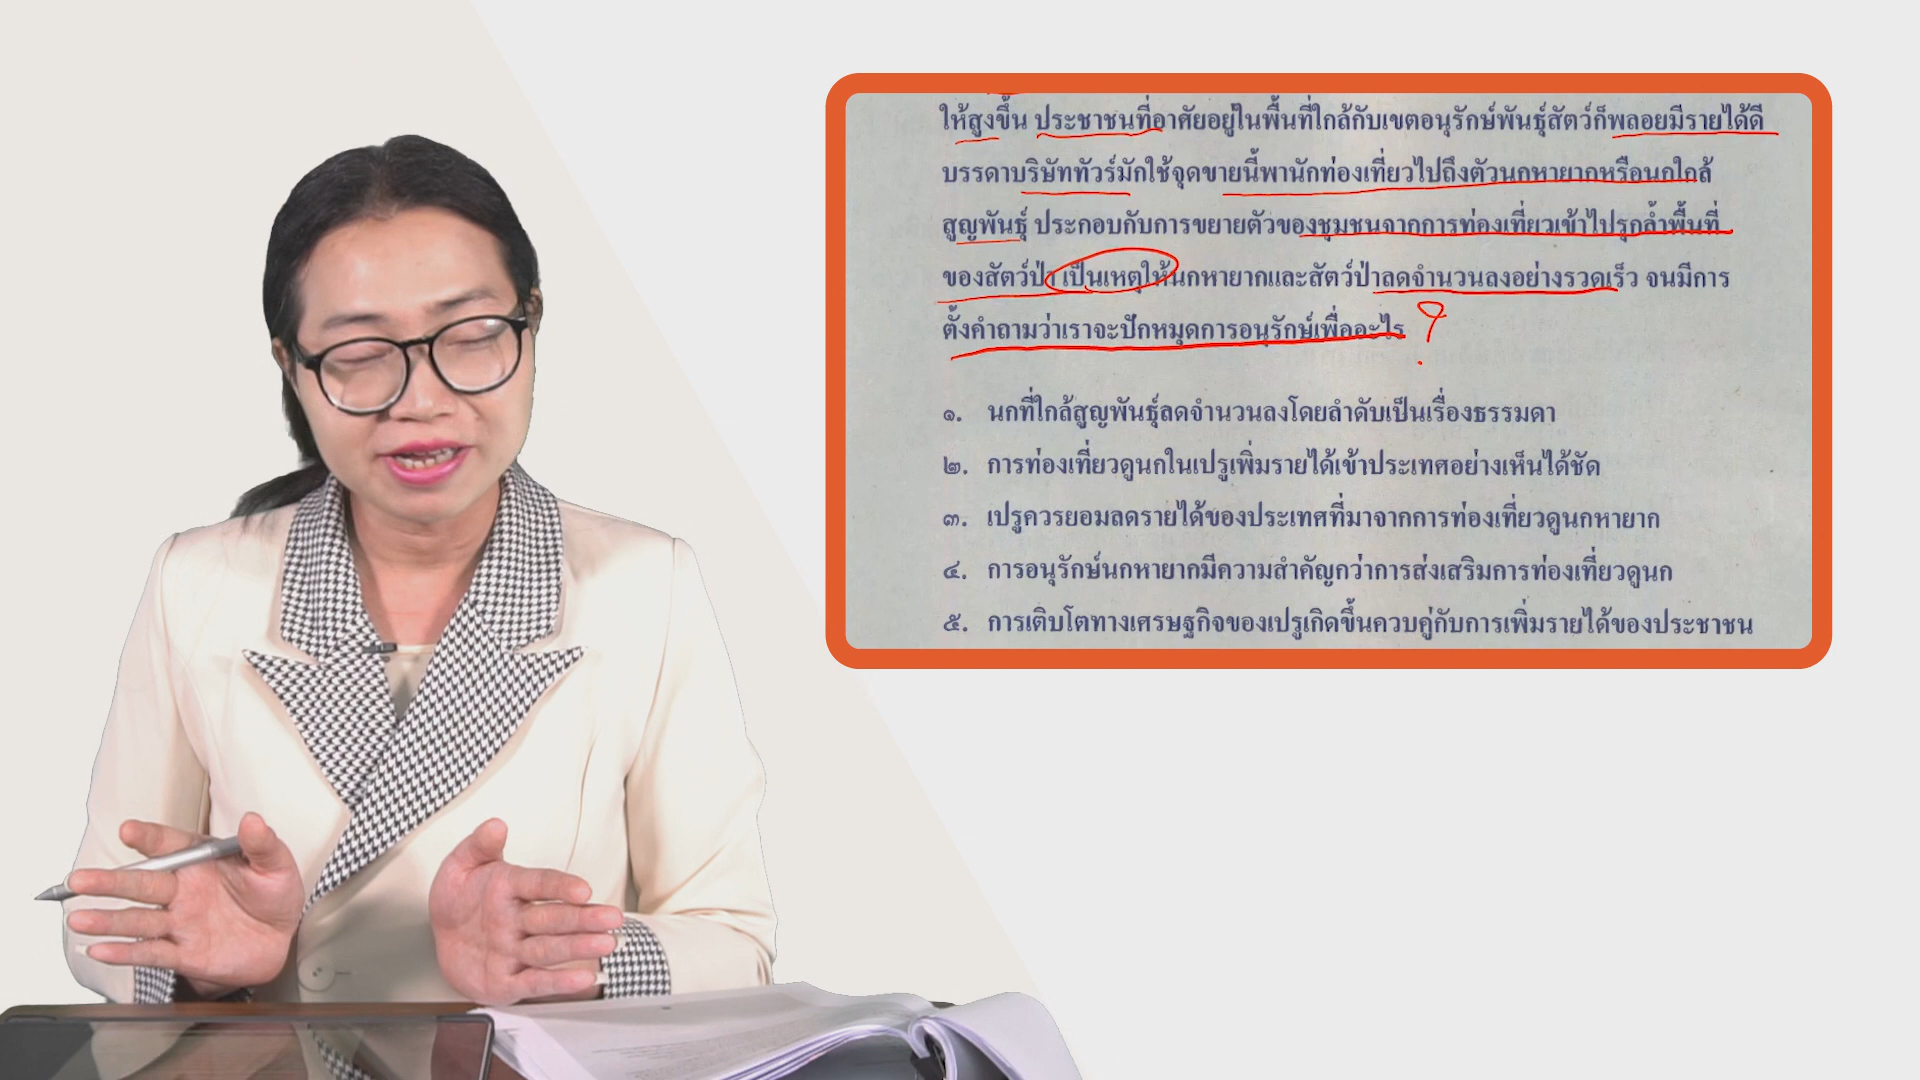 ให้สูงขึ้น ประชาชนที่อาศัยอยู่ในพื้นที่ใกล้กับเขตอนุรักษ์พันธุ์สัตว์ก็พลอยมีรายได้ดี
บรรดาบริษัททัวร์มักใช้จุดขายนี้พานักท่องเที่ยวไปถึงตัวนกหายากหรือนกใกล้
สูญพันธุ์ ประกอบกับการขยายตัวของชุมชนจากการท่องเที่ยวเข้าไปรุกล้ำพื้นที่
ของสัตว์ป่า เป็นเหตุให้นกหายากและสัตว์ป่าลดจำนวนลงอย่างรวดเร็ว จนมีการ
ตั้งคำถามว่าเราจะปักหมุดการอนุรักษ์เพื่ออะไร ?
๑. นกที่ใกล้สูญพันธุ์ลดจำนวนลงโดยลำดับเป็นเรื่องธรรมดา
๒. การท่องเที่ยวดูนกในเปรูเพิ่มรายได้เข้าประเทศอย่างเห็นได้ชัด
๓. เปรูควรยอมลดรายได้ของประเทศที่มาจากการท่องเที่ยวดูนกหายาก
๔. การอนุรักษ์นกหายากมีความสำคัญกว่าการส่งเสริมการท่องเที่ยวดูนก
๕. การเติบโตทางเศรษฐกิจของเปรูเกิดขึ้นควบคู่กับการเพิ่มรายได้ของประชาชน